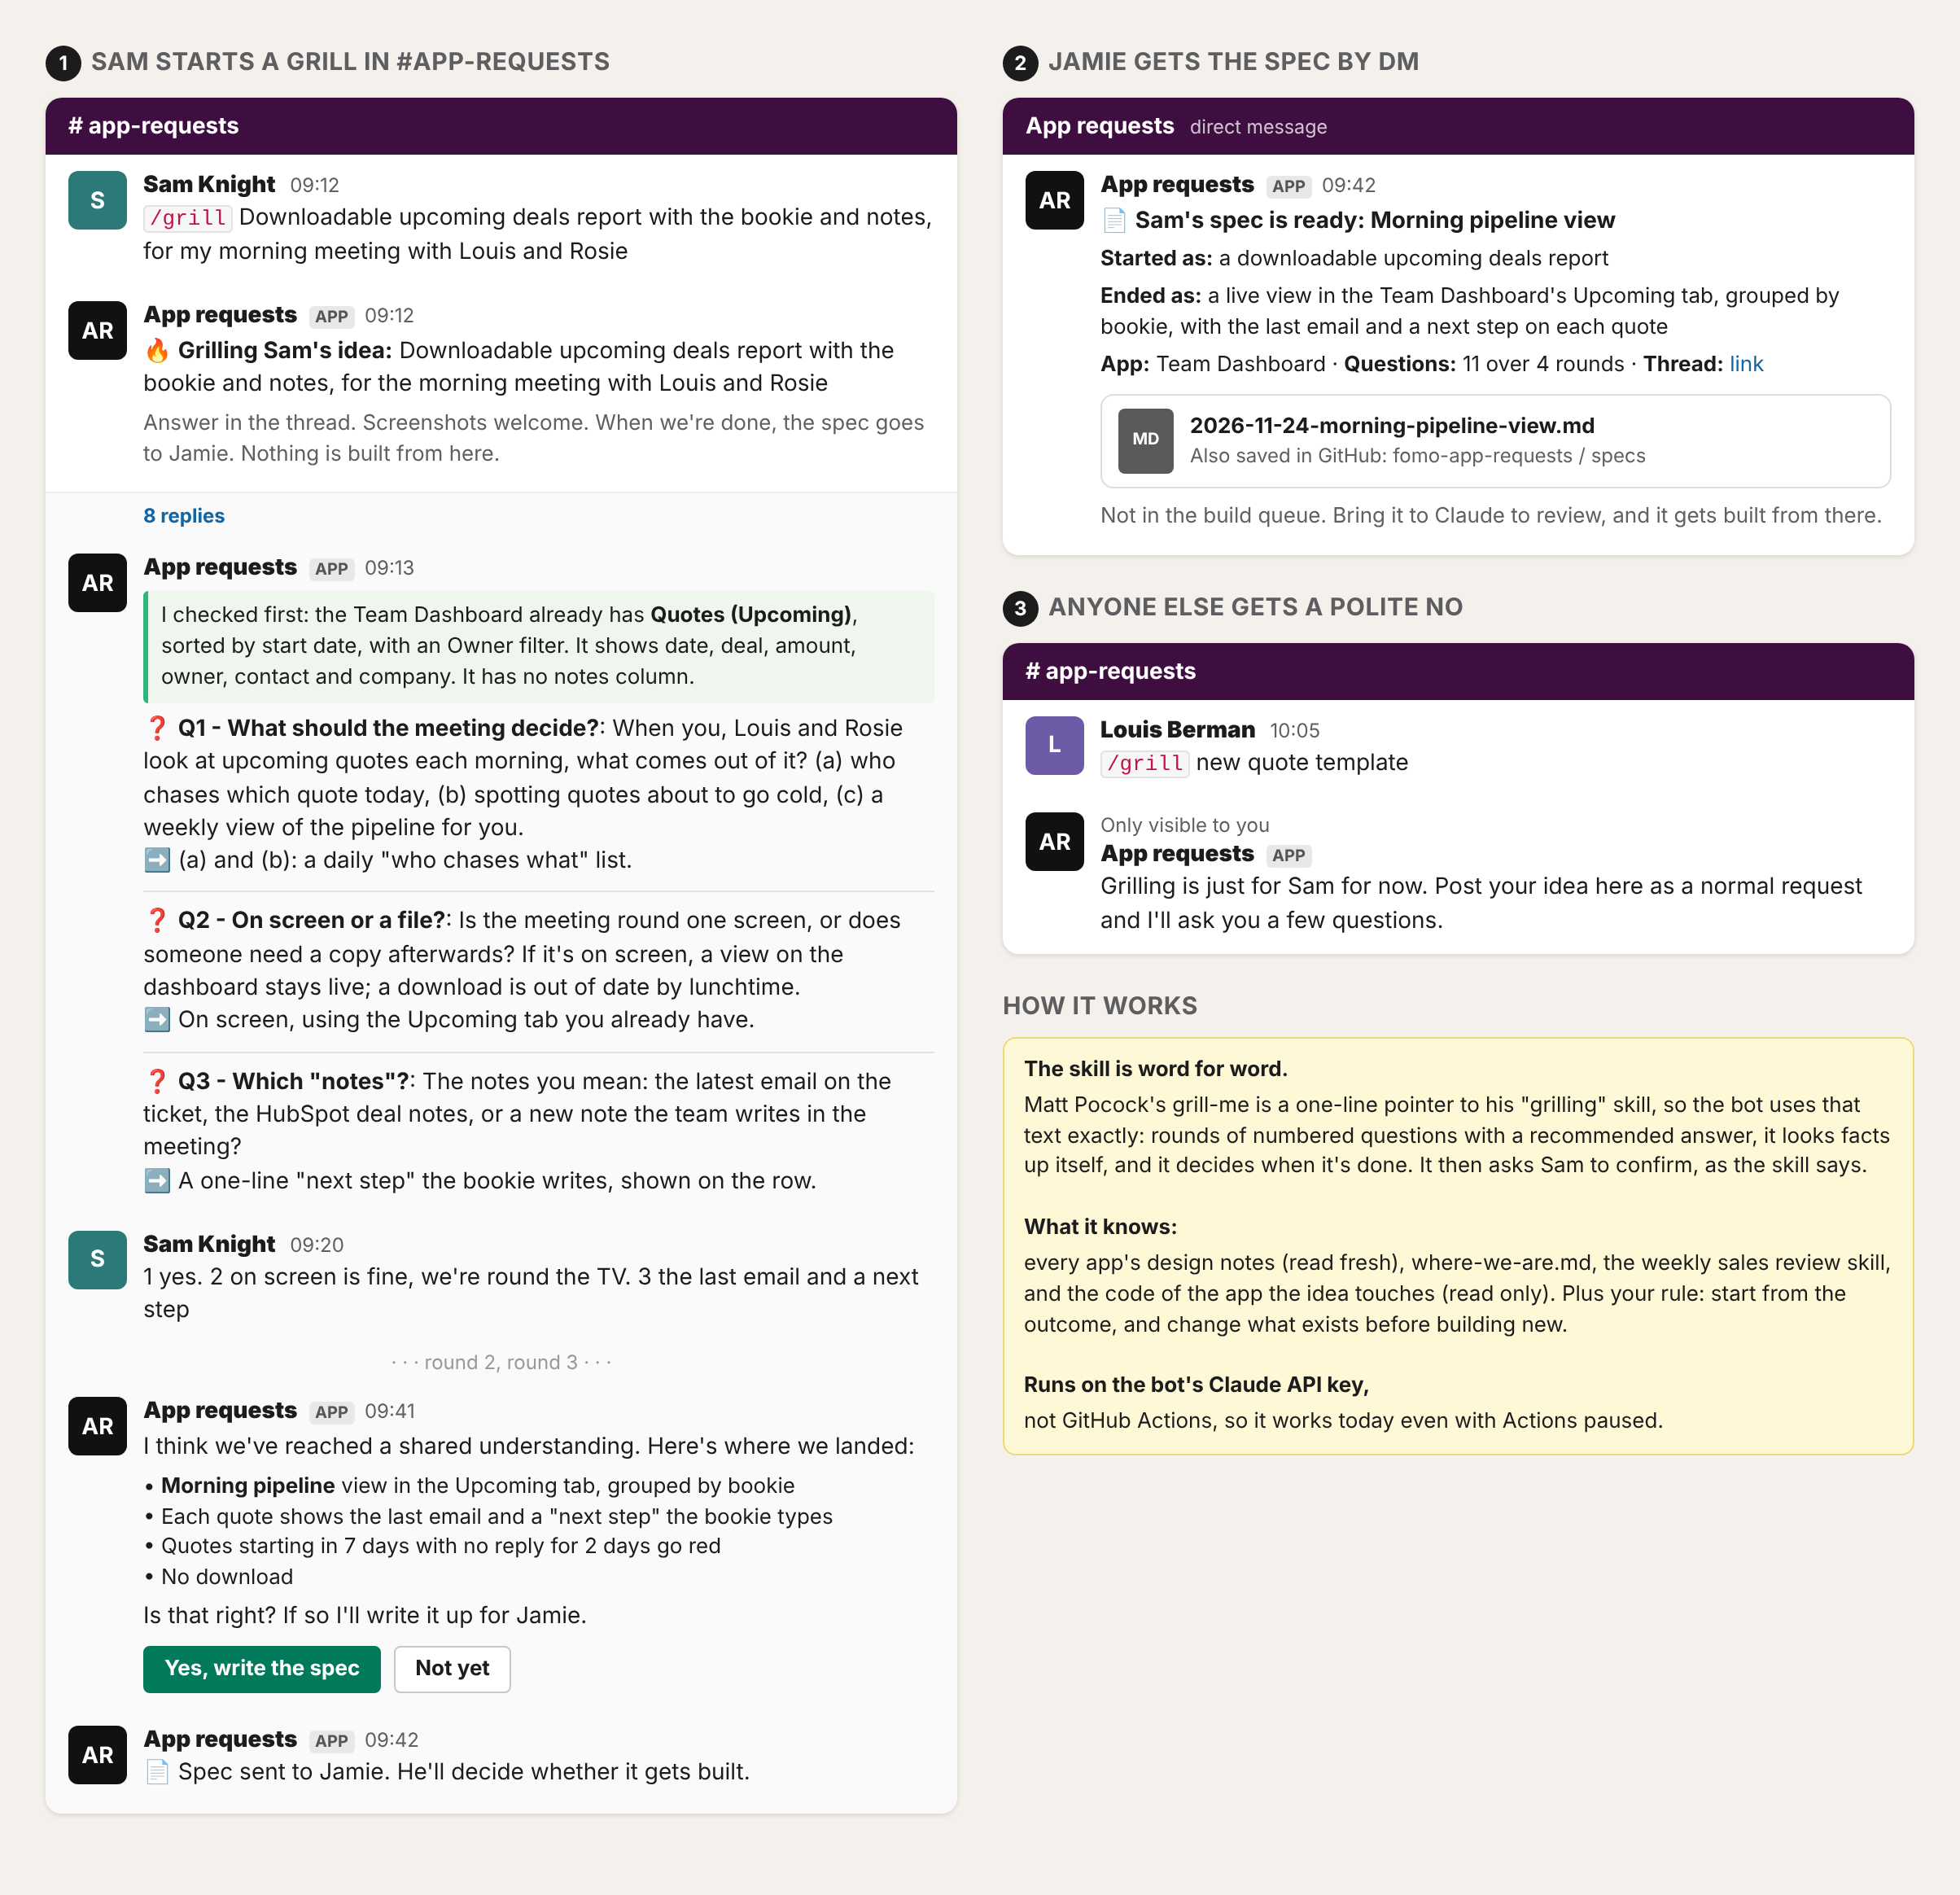 1 SAM STARTS A GRILL IN #APP-REQUESTS
# app-requests
S
Sam Knight 09:12
/grill Downloadable upcoming deals report with the bookie and notes,
for my morning meeting with Louis and Rosie
AR
App requests APP 09:12
🔥 Grilling Sam's idea: Downloadable upcoming deals report with the
bookie and notes, for the morning meeting with Louis and Rosie
Answer in the thread. Screenshots welcome. When we're done, the spec goes
to Jamie. Nothing is built from here.
8 replies
AR
App requests APP 09:13
I checked first: the Team Dashboard already has Quotes (Upcoming),
sorted by start date, with an Owner filter. It shows date, deal, amount,
owner, contact and company. It has no notes column.
❓ Q1 - What should the meeting decide?: When you, Louis and Rosie
look at upcoming quotes each morning, what comes out of it? (a) who
chases which quote today, (b) spotting quotes about to go cold, (c) a
weekly view of the pipeline for you.
➡️ (a) and (b): a daily "who chases what" list.
❓ Q2 - On screen or a file?: Is the meeting round one screen, or does
someone need a copy afterwards? If it's on screen, a view on the
dashboard stays live; a download is out of date by lunchtime.
➡️ On screen, using the Upcoming tab you already have.
❓ Q3 - Which "notes"?: The notes you mean: the latest email on the
ticket, the HubSpot deal notes, or a new note the team writes in the
meeting?
➡️ A one-line "next step" the bookie writes, shown on the row.
S
Sam Knight 09:20
1 yes. 2 on screen is fine, we're round the TV. 3 the last email and a next
step
· · · round 2, round 3 · · ·
AR
App requests APP 09:41
I think we've reached a shared understanding. Here's where we landed:
• Morning pipeline view in the Upcoming tab, grouped by bookie
• Each quote shows the last email and a "next step" the bookie types
• Quotes starting in 7 days with no reply for 2 days go red
• No download
Is that right? If so I'll write it up for Jamie.
Yes, write the spec
Not yet
AR
App requests APP 09:42
📄 Spec sent to Jamie. He'll decide whether it gets built.
2 JAMIE GETS THE SPEC BY DM
App requests direct message
AR
App requests APP 09:42
📄 Sam's spec is ready: Morning pipeline view
Started as: a downloadable upcoming deals report
Ended as: a live view in the Team Dashboard's Upcoming tab, grouped by
bookie, with the last email and a next step on each quote
App: Team Dashboard · Questions: 11 over 4 rounds · Thread: link
MD
2026-11-24-morning-pipeline-view.md
Also saved in GitHub: fomo-app-requests / specs
Not in the build queue. Bring it to Claude to review, and it gets built from there.
3 ANYONE ELSE GETS A POLITE NO
# app-requests
L
Louis Berman 10:05
/grill new quote template
AR
Only visible to you
App requests APP
Grilling is just for Sam for now. Post your idea here as a normal request
and I'll ask you a few questions.
HOW IT WORKS
The skill is word for word.
Matt Pocock's grill-me is a one-line pointer to his "grilling" skill, so the bot uses that
text exactly: rounds of numbered questions with a recommended answer, it looks facts
up itself, and it decides when it's done. It then asks Sam to confirm, as the skill says.
What it knows:
every app's design notes (read fresh), where-we-are.md, the weekly sales review skill,
and the code of the app the idea touches (read only). Plus your rule: start from the
outcome, and change what exists before building new.
Runs on the bot's Claude API key,
not GitHub Actions, so it works today even with Actions paused.